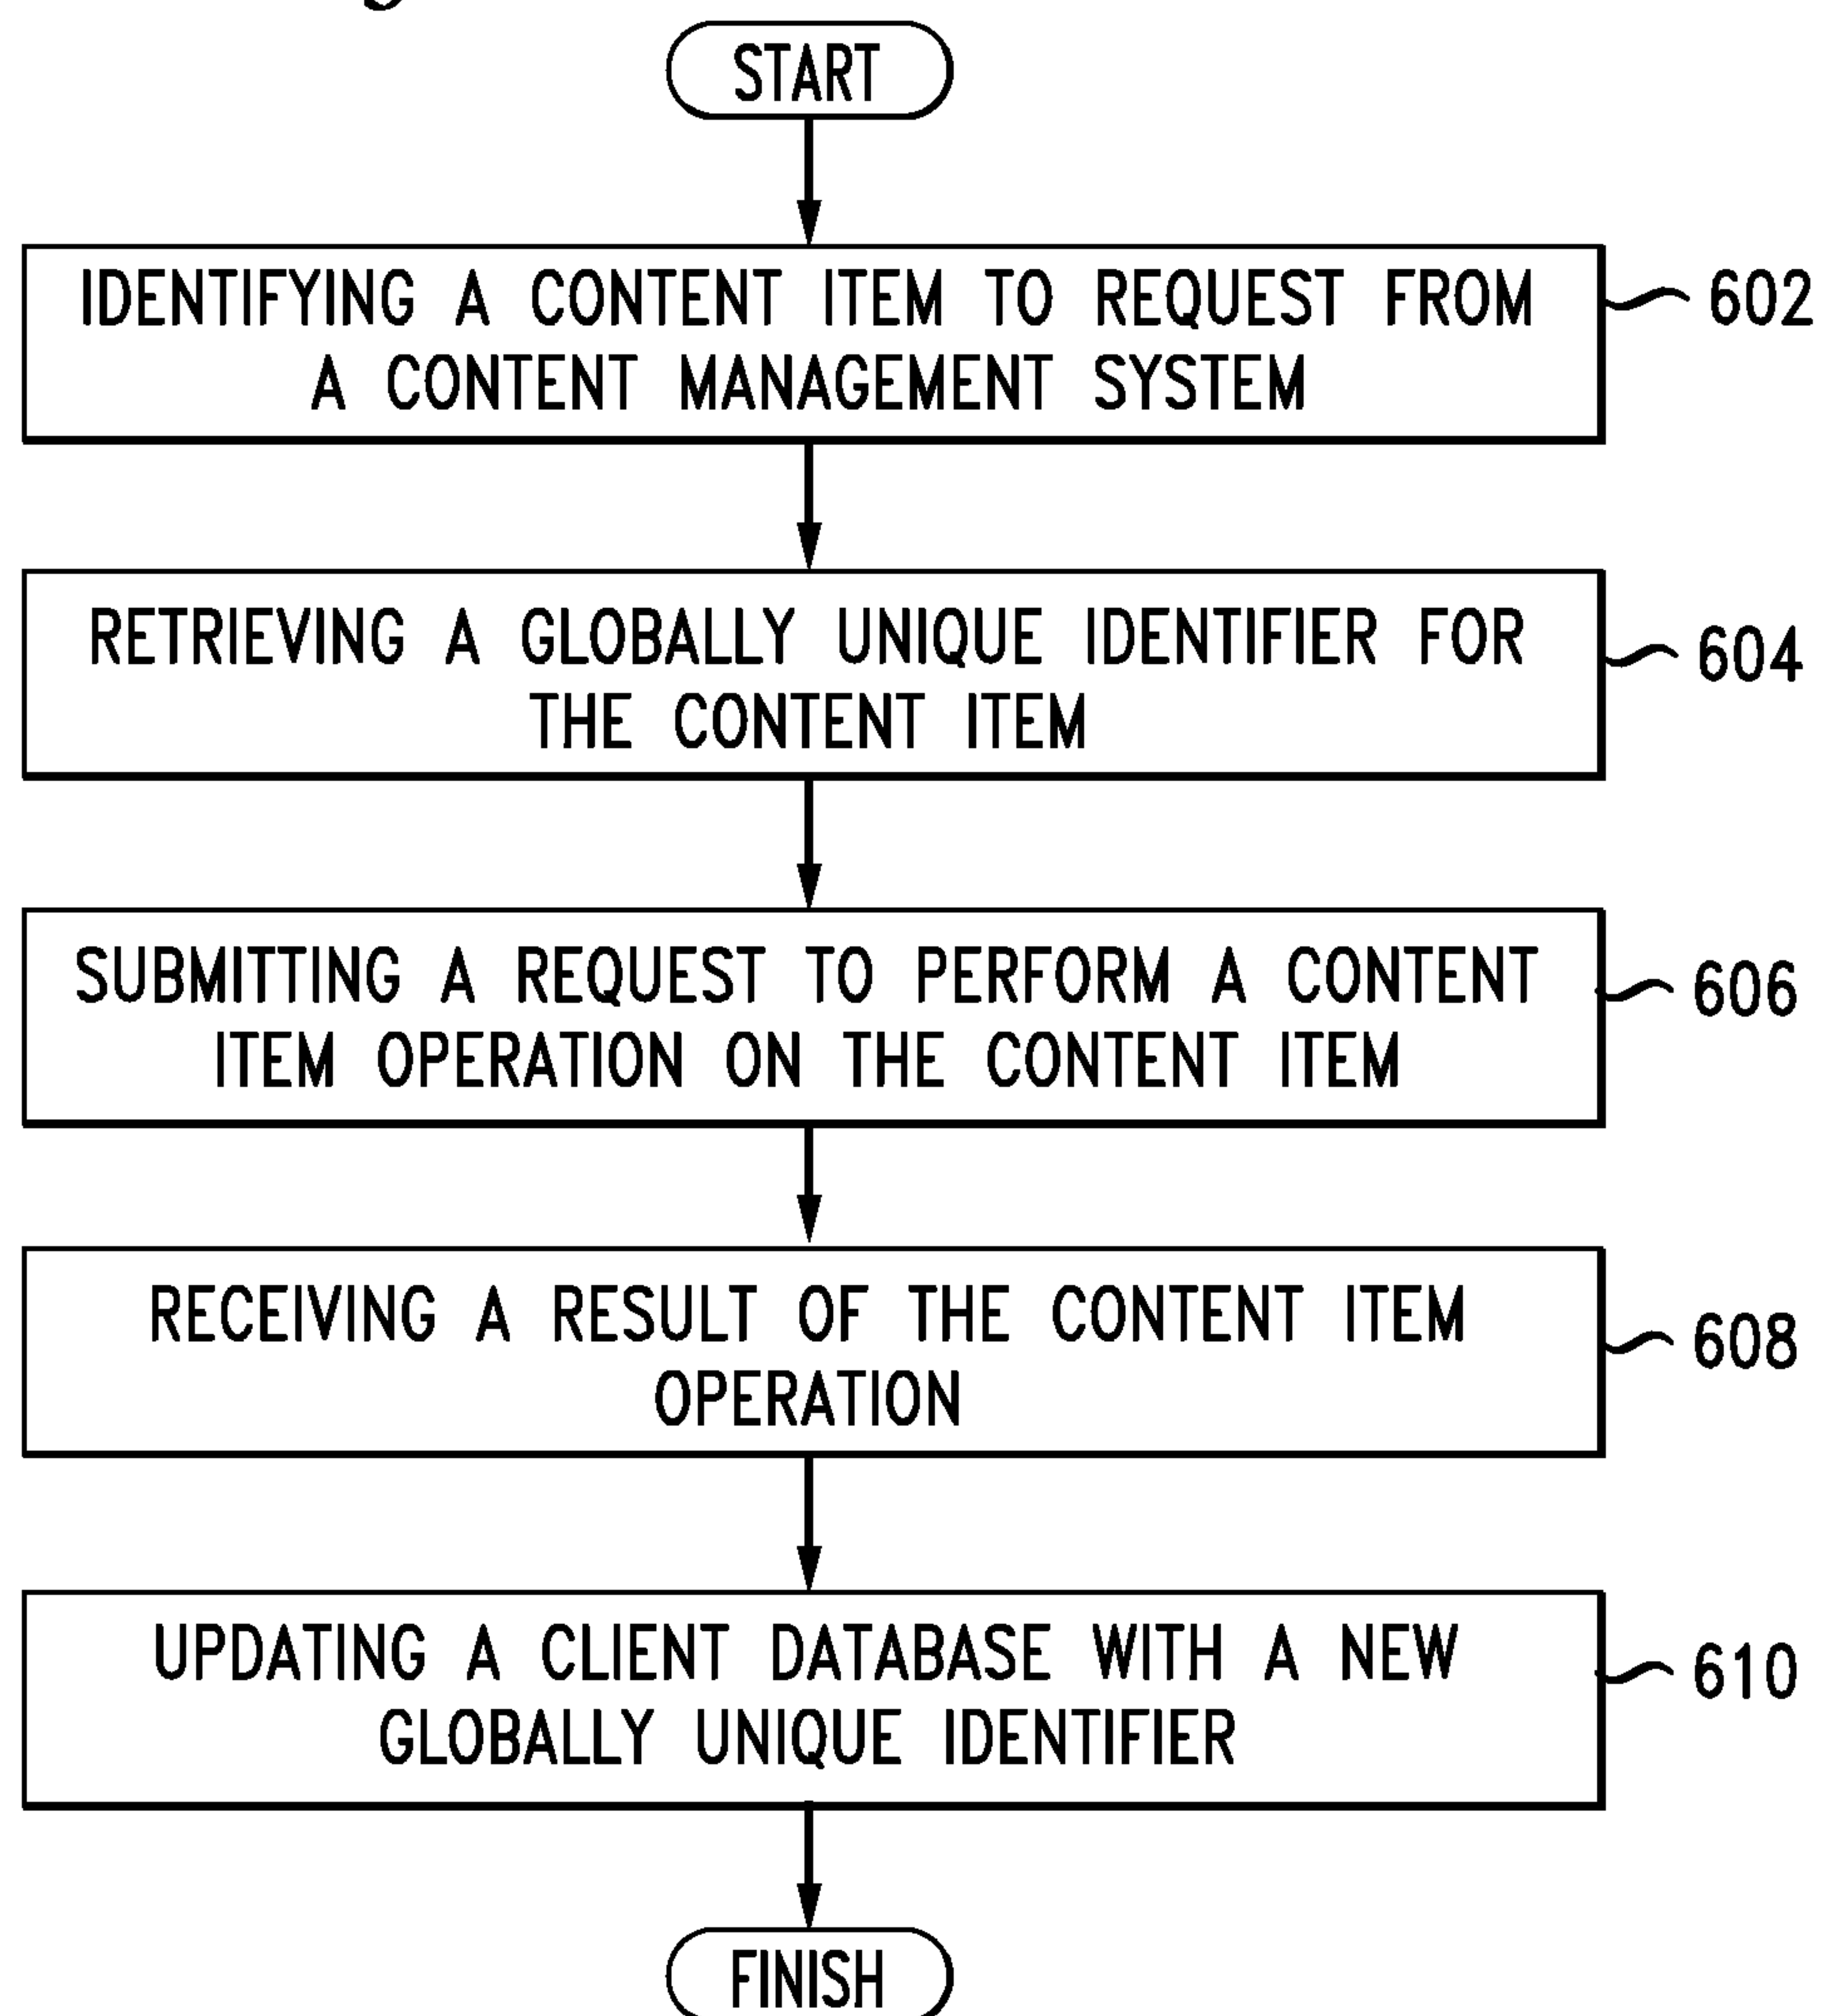 START
IDENTIFYING A CONTENT ITEM TO REQUEST FROM
A CONTENT MANAGEMENT SYSTEM
602
RETRIEVING A GLOBALLY UNIQUE IDENTIFIER FOR
THE CONTENT ITEM
604
SUBMITTING A REQUEST TO PERFORM A CONTENT
ITEM OPERATION ON THE CONTENT ITEM
606
RECEIVING A RESULT OF THE CONTENT ITEM
OPERATION
608
UPDATING A CLIENT DATABASE WITH A NEW
GLOBALLY UNIQUE IDENTIFIER
610
FINISH